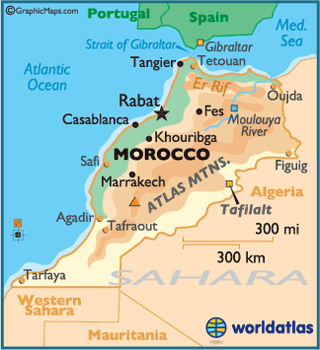 ©GraphicMaps.com
Portugal
Spain
Strait of Gibraltar
Gibraltar
Med.
Sea
Tangier
Tetouan
Atlantic
Ocean
Er Rif
Oujda
Rabat
Fes
Moulouya
River
Casablanca
Khouribga
MOROCCO
Figuig
Safi
Marrakech
ATLAS MTNS.
Algeria
Tafilalt
Agadir
Tafraout
300 mi
300 km
N
Tarfaya
SAHARA
Western
Sahara
Mauritania
worldatlas